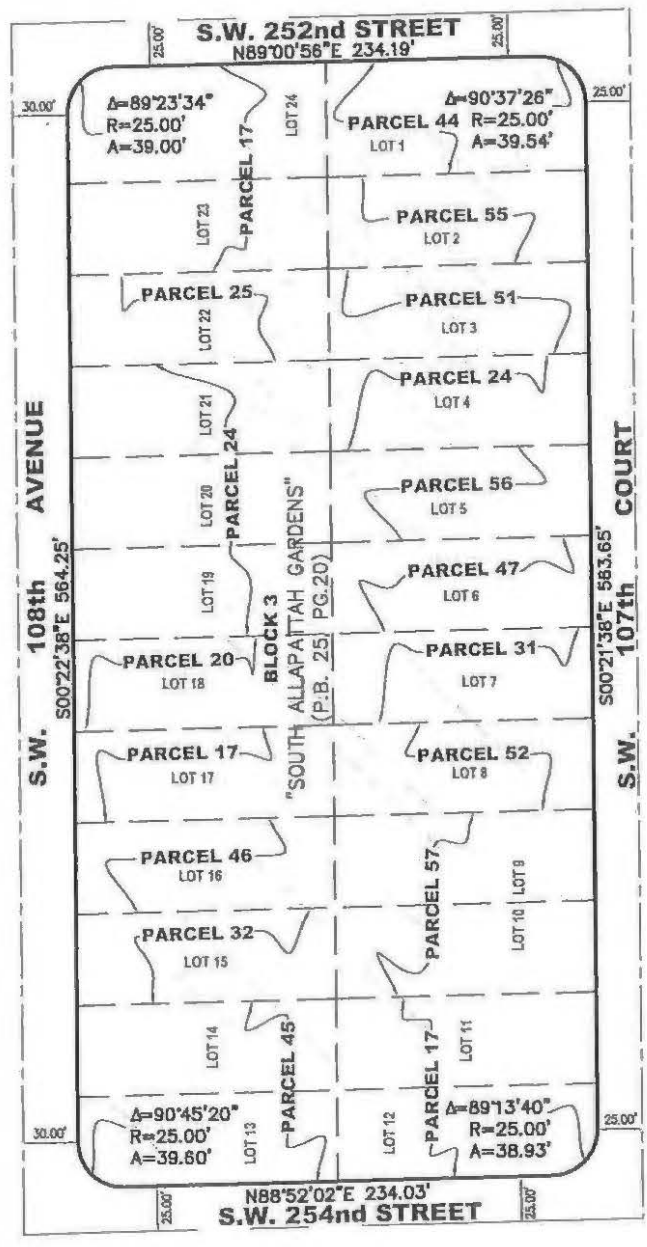 S.W. 252nd STREET
25.00'
25.00'
N89°00'56"E 234.19'
30.00'
25.00'
Δ=89°23'34"
R=25.00'
A=39.00'
LOT 24
Δ=90°37'26"
R=25.00'
A=39.54'
PARCEL 44
LOT 1
PARCEL 17
LOT 23
PARCEL 55
LOT 2
PARCEL 25
LOT 22
PARCEL 51
LOT 3
PARCEL 24
LOT 4
LOT 21
PARCEL 24
LOT 20
PARCEL 56
LOT 5
LOT 19
PARCEL 47
LOT 6
S.W. 108th AVENUE
S00°22'38"E 564.25'
BLOCK 3
"SOUTH ALLAPATTAH GARDENS"
(P.B. 25, PG.20)
S00°21'38"E 583.65'
S.W. 107th COURT
PARCEL 20
LOT 18
PARCEL 31
LOT 7
PARCEL 17
LOT 17
PARCEL 52
LOT 8
PARCEL 46
LOT 16
PARCEL 57
LOT 9
LOT 10
PARCEL 32
LOT 15
LOT 14
PARCEL 45
PARCEL 17
LOT 11
30.00'
Δ=90°45'20"
R=25.00'
A=39.60'
LOT 13
LOT 12
Δ=89°13'40"
R=25.00'
A=38.93'
25.00'
25.00'
N88°52'02"E 234.03'
25.00'
S.W. 254nd STREET